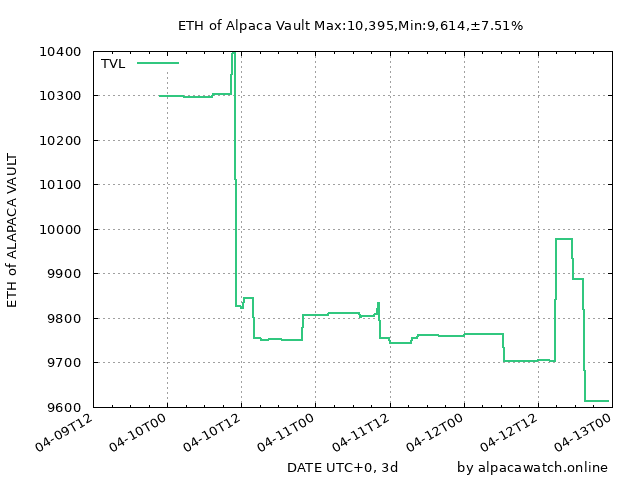 ETH of Alpaca Vault Max:10,395,Min:9,614,±7.51%
TVL
10400
10300
10200
10100
10000
9900
9800
9700
9600
ETH of ALAPACA VAULT
04-09T12
04-10T00
04-10T12
04-11T00
04-11T12
04-12T00
04-12T12
04-13T00
DATE UTC+0, 3d
by alpacawatch.online